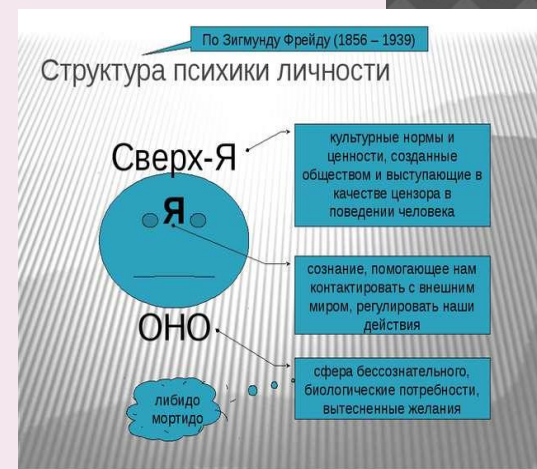 По Зигмунду Фрейду (1856 – 1939)
Структура психики личности
Сверх-Я
культурные нормы и
ценности, созданные
обществом и выступающие в
качестве цензора в
поведении человека
Я
сознание, помогающее нам
контактировать с внешним
миром, регулировать наши
действия
ОНО
сфера бессознательного,
биологические потребности,
вытесненные желания
либидо
мортидо